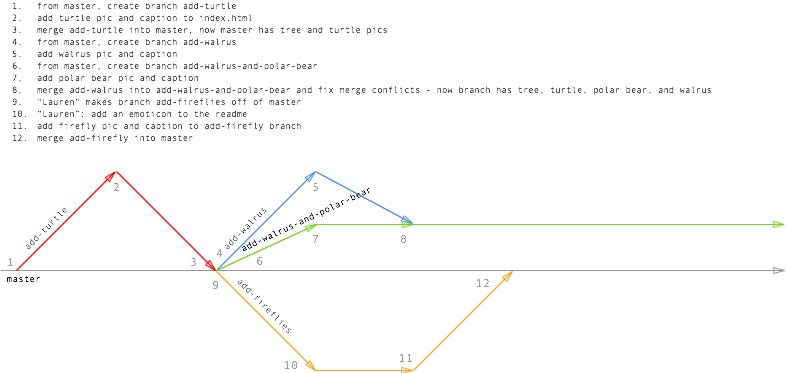 1. from master, create branch add-turtle
2. add turtle pic and caption to index.html
3. merge add-turtle into master, now master has tree and turtle pics
4. from master, create branch add-walrus
5. add walrus pic and caption
6. from master, create branch add-walrus-and-polar-bear
7. add polar bear pic and caption
8. merge add-walrus into add-walrus-and-polar-bear and fix merge conflicts - now branch has tree, turtle, polar bear, and walrus
9. "Lauren" makes branch add-fireflies off of master
10. "Lauren": add an emoticon to the readme
11. add firefly pic and caption to add-firefly branch
12. merge add-firefly into master
2
5
add-turtle
add-walrus
add-walrus-and-polar-bear
7
8
4
1
3
6
master
9
12
add-fireflies
10
11